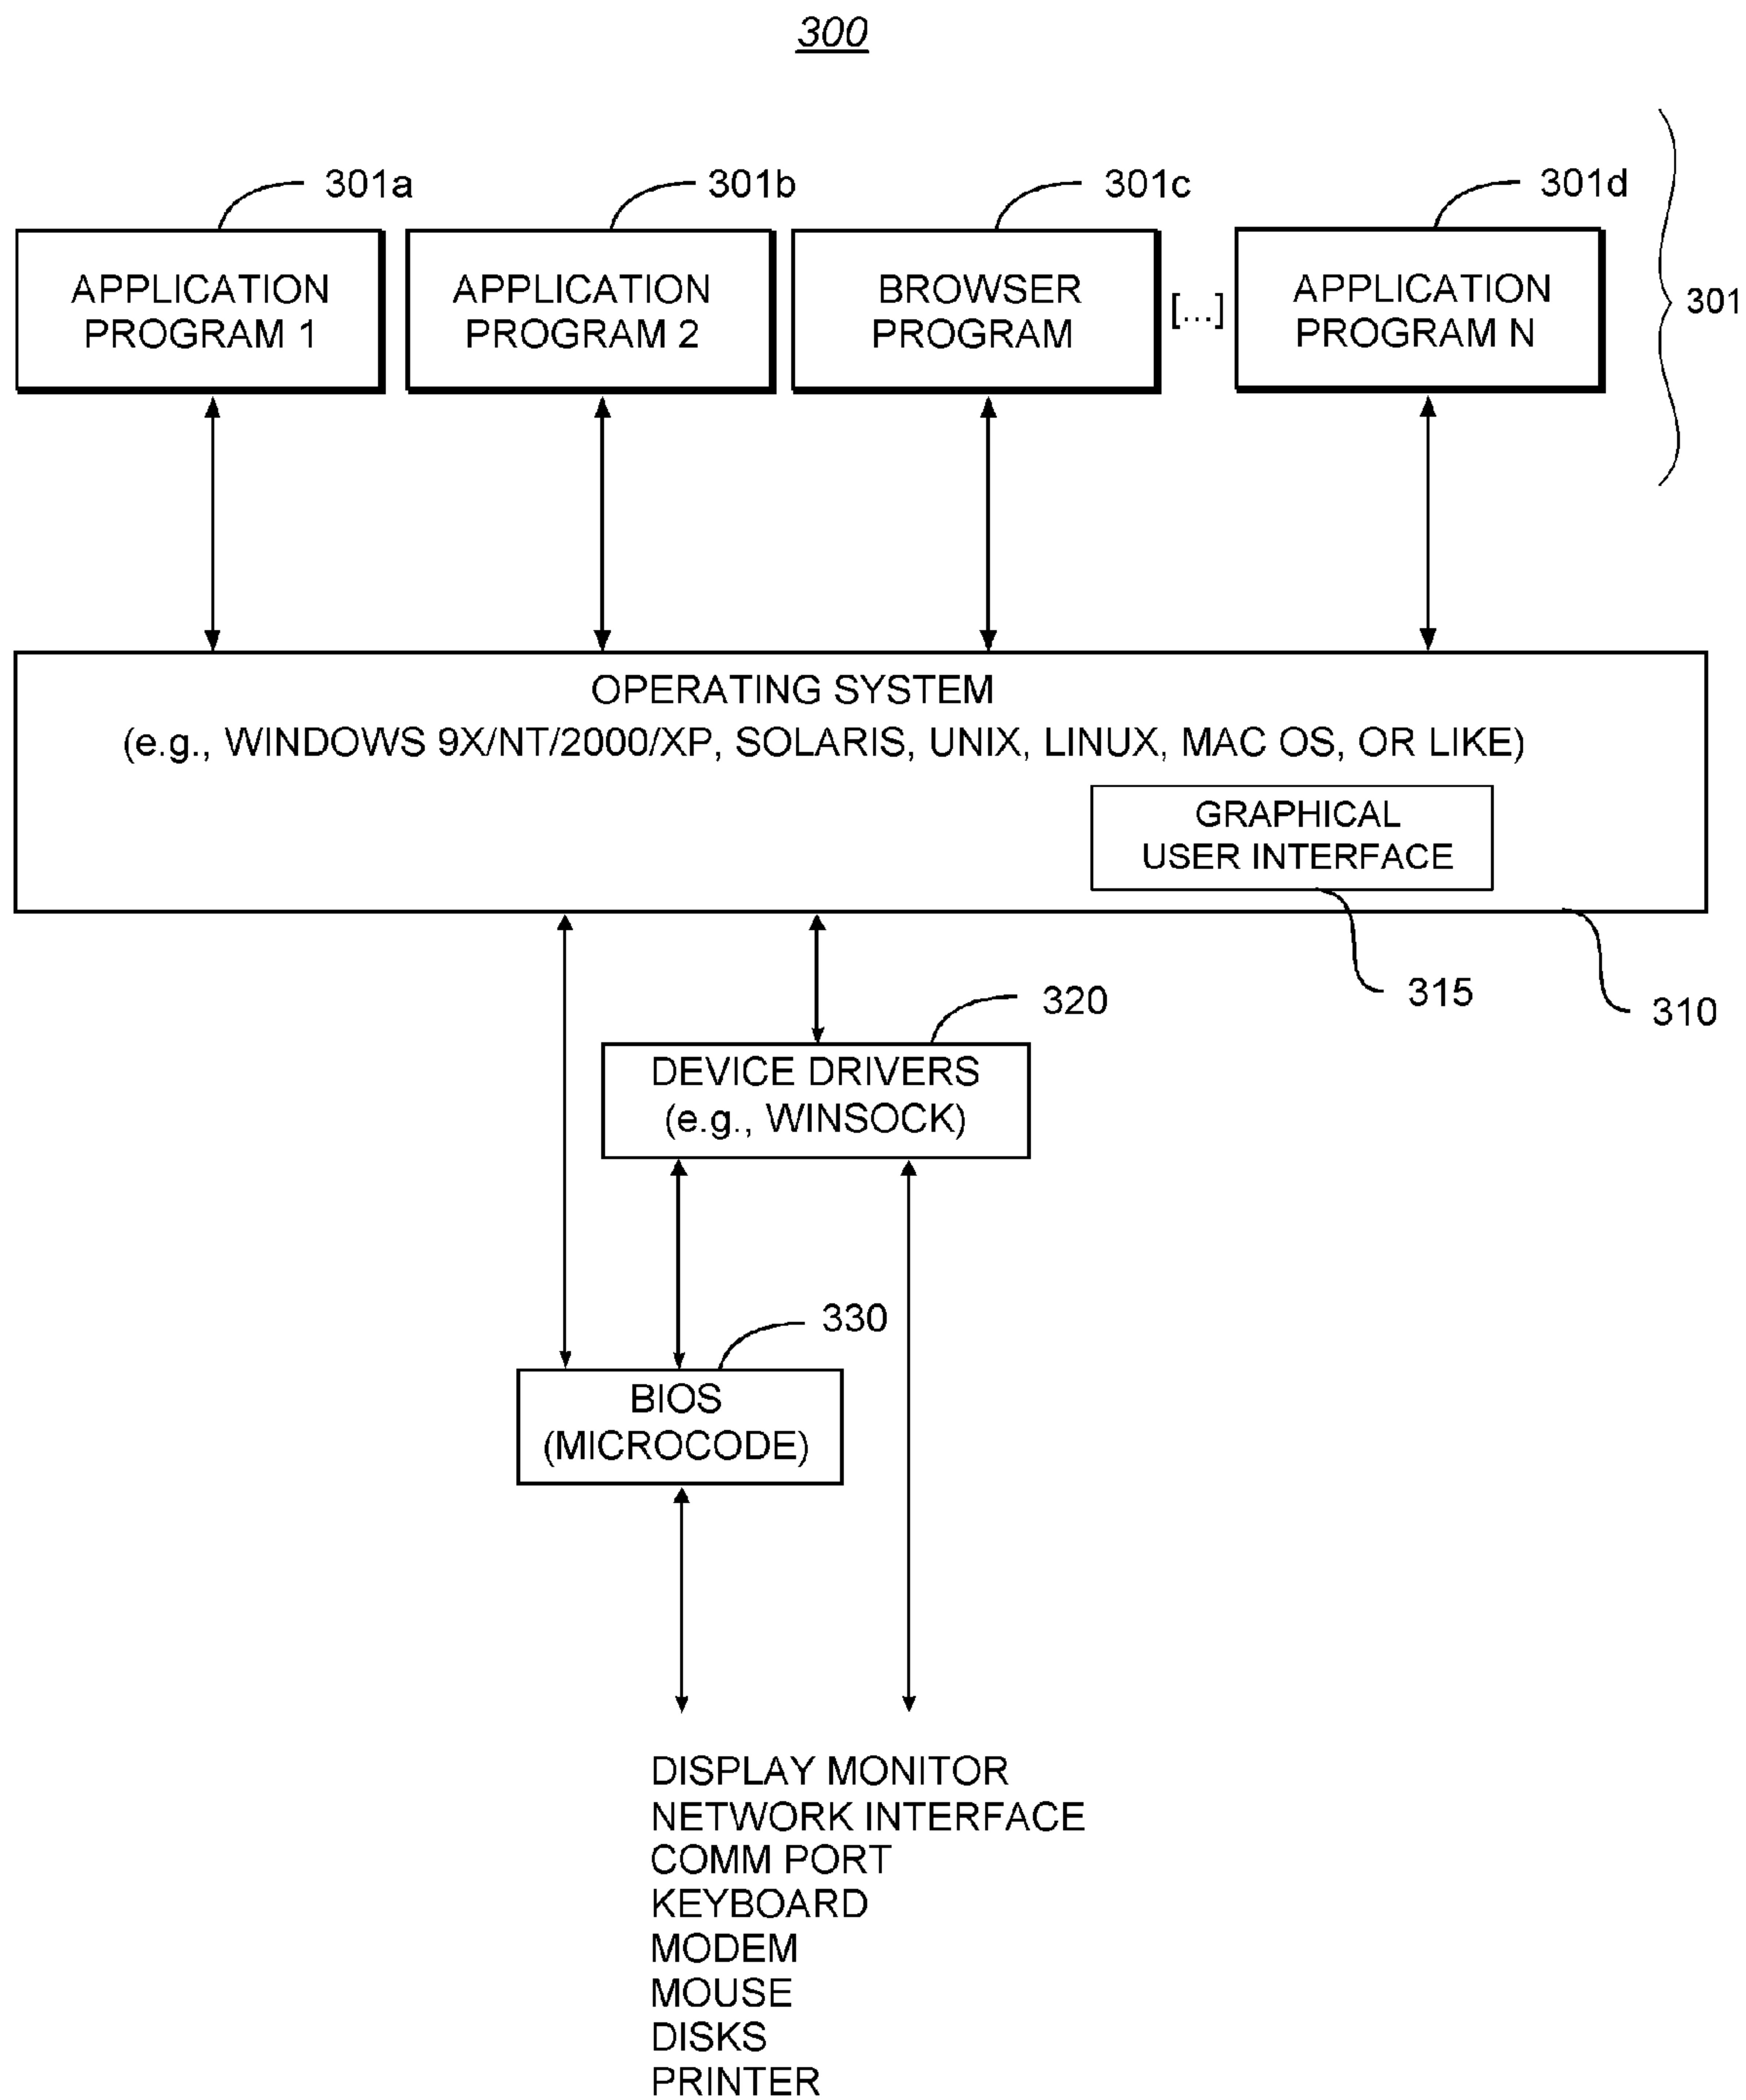 300
301a
301b
301c
301d
APPLICATION
PROGRAM 1
APPLICATION
PROGRAM 2
BROWSER
PROGRAM
[...]
APPLICATION
PROGRAM N
301
OPERATING SYSTEM
(e.g., WINDOWS 9X/NT/2000/XP, SOLARIS, UNIX, LINUX, MAC OS, OR LIKE)
GRAPHICAL
USER INTERFACE
315
310
320
DEVICE DRIVERS
(e.g., WINSOCK)
330
BIOS
(MICROCODE)
DISPLAY MONITOR
NETWORK INTERFACE
COMM PORT
KEYBOARD
MODEM
MOUSE
DISKS
PRINTER